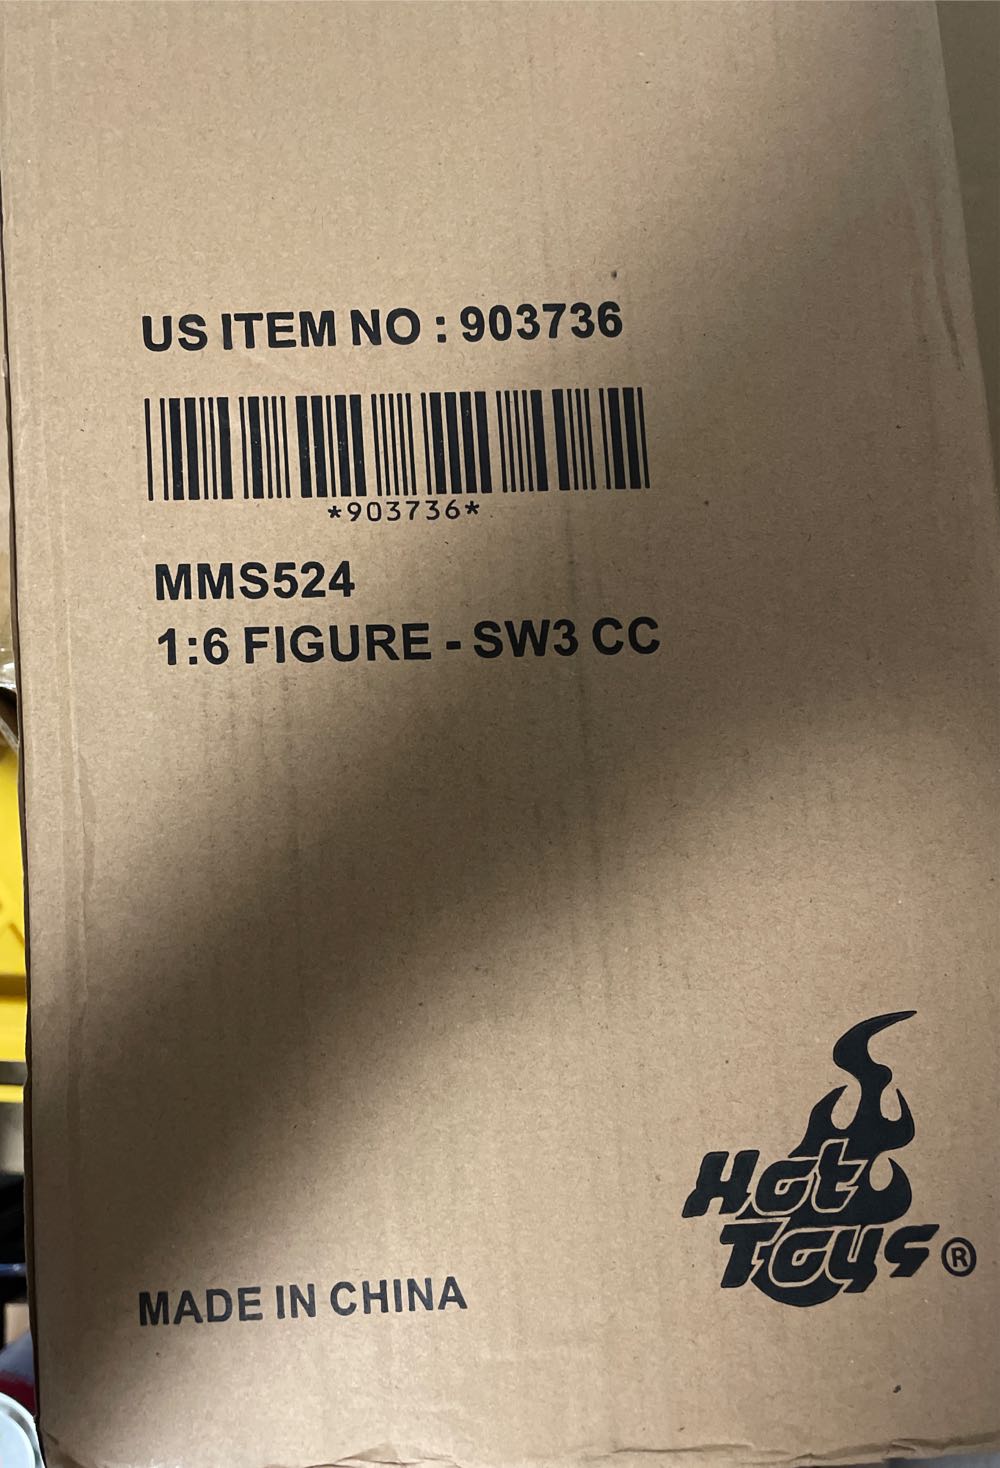 US ITEM NO : 903736
*903736*
MMS524
1:6 FIGURE - SW3 CC
Hot
Toys®
MADE IN CHINA